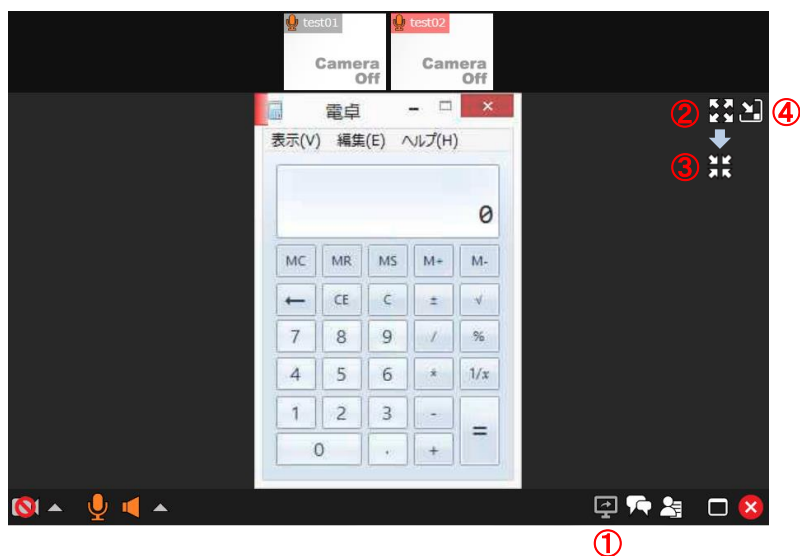 test01 test02
Camera Off Camera Off
電卓
表示(V) 編集(E) ヘルプ(H)
② ④
③
0
MC MR MS M+ M-
← CE C ± √
7 8 9 / %
4 5 6 * 1/x
1 2 3 - =
0 . +
①